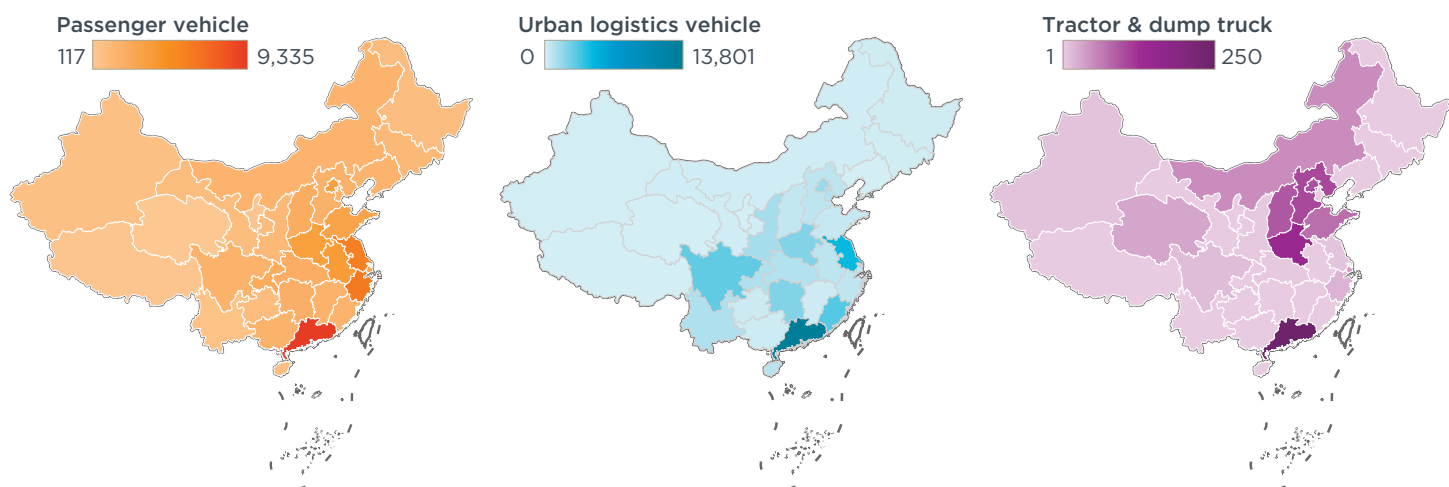 Passenger vehicle
117 9,335
Urban logistics vehicle
0 13,801
Tractor & dump truck
1 250